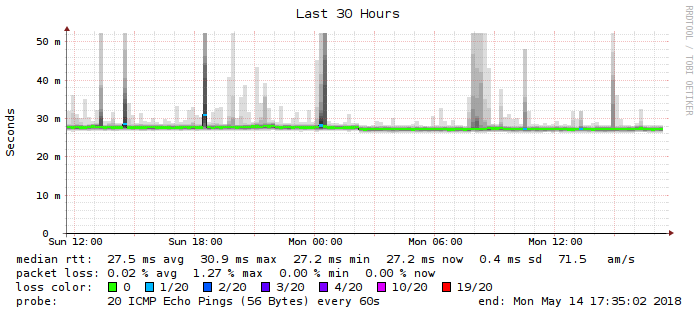 Last 30 Hours
RRDTOOL / TOBI OETIKER
Seconds
50 m
40 m
30 m
20 m
10 m
0
Sun 12:00 Sun 18:00 Mon 00:00 Mon 06:00 Mon 12:00
median rtt: 27.5 ms avg 30.9 ms max 27.2 ms min 27.2 ms now 0.4 ms sd 71.5 am/s
packet loss: 0.02 % avg 1.27 % max 0.00 % min 0.00 % now
loss color: 0 1/20 2/20 3/20 4/20 10/20 19/20
probe: 20 ICMP Echo Pings (56 Bytes) every 60s end: Mon May 14 17:35:02 2018